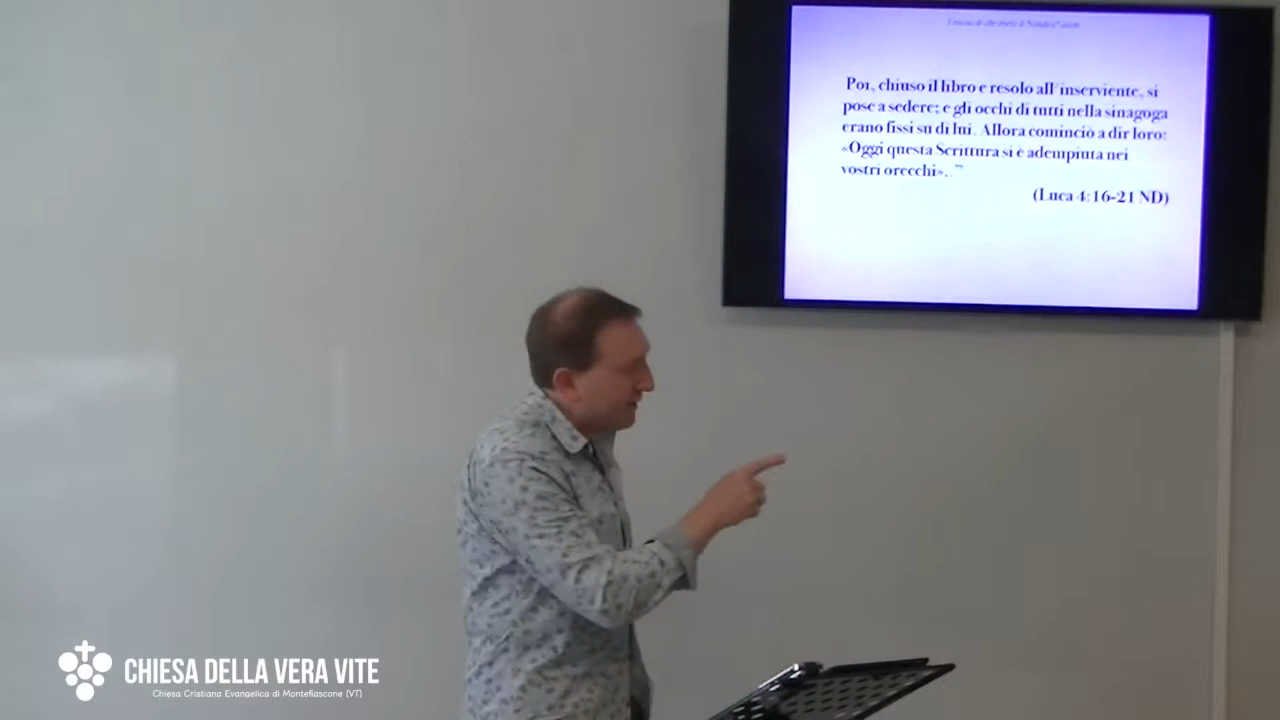 Poi, chiuso il libro e resolo all'inserviente, si
pose a sedere; e gli occhi di tutti nella sinagoga
erano fissi su di lui. Allora cominciò a dir loro:
«Oggi questa Scrittura si è adempiuta nei
vostri orecchi»..”
(Luca 4:16-21 ND)
CHIESA DELLA VERA VITE
Chiesa Cristiana Evangelica di Montefiascone (VT)